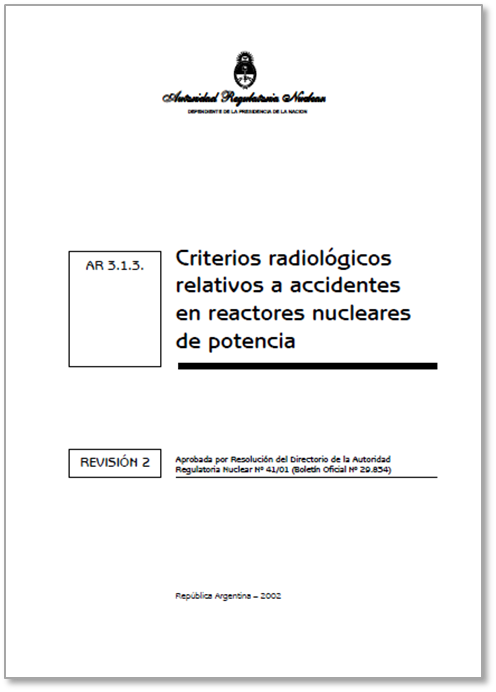 Autoridad Regulatoria Nuclear
DEPENDIENTE DE LA PRESIDENCIA DE LA NACION
AR 3.1.3.
Criterios radiológicos
relativos a accidentes
en reactores nucleares
de potencia
REVISIÓN 2
Aprobada por Resolución del Directorio de la Autoridad
Regulatoria Nuclear Nº 41/01 (Boletín Oficial Nº 29.834)
República Argentina – 2002